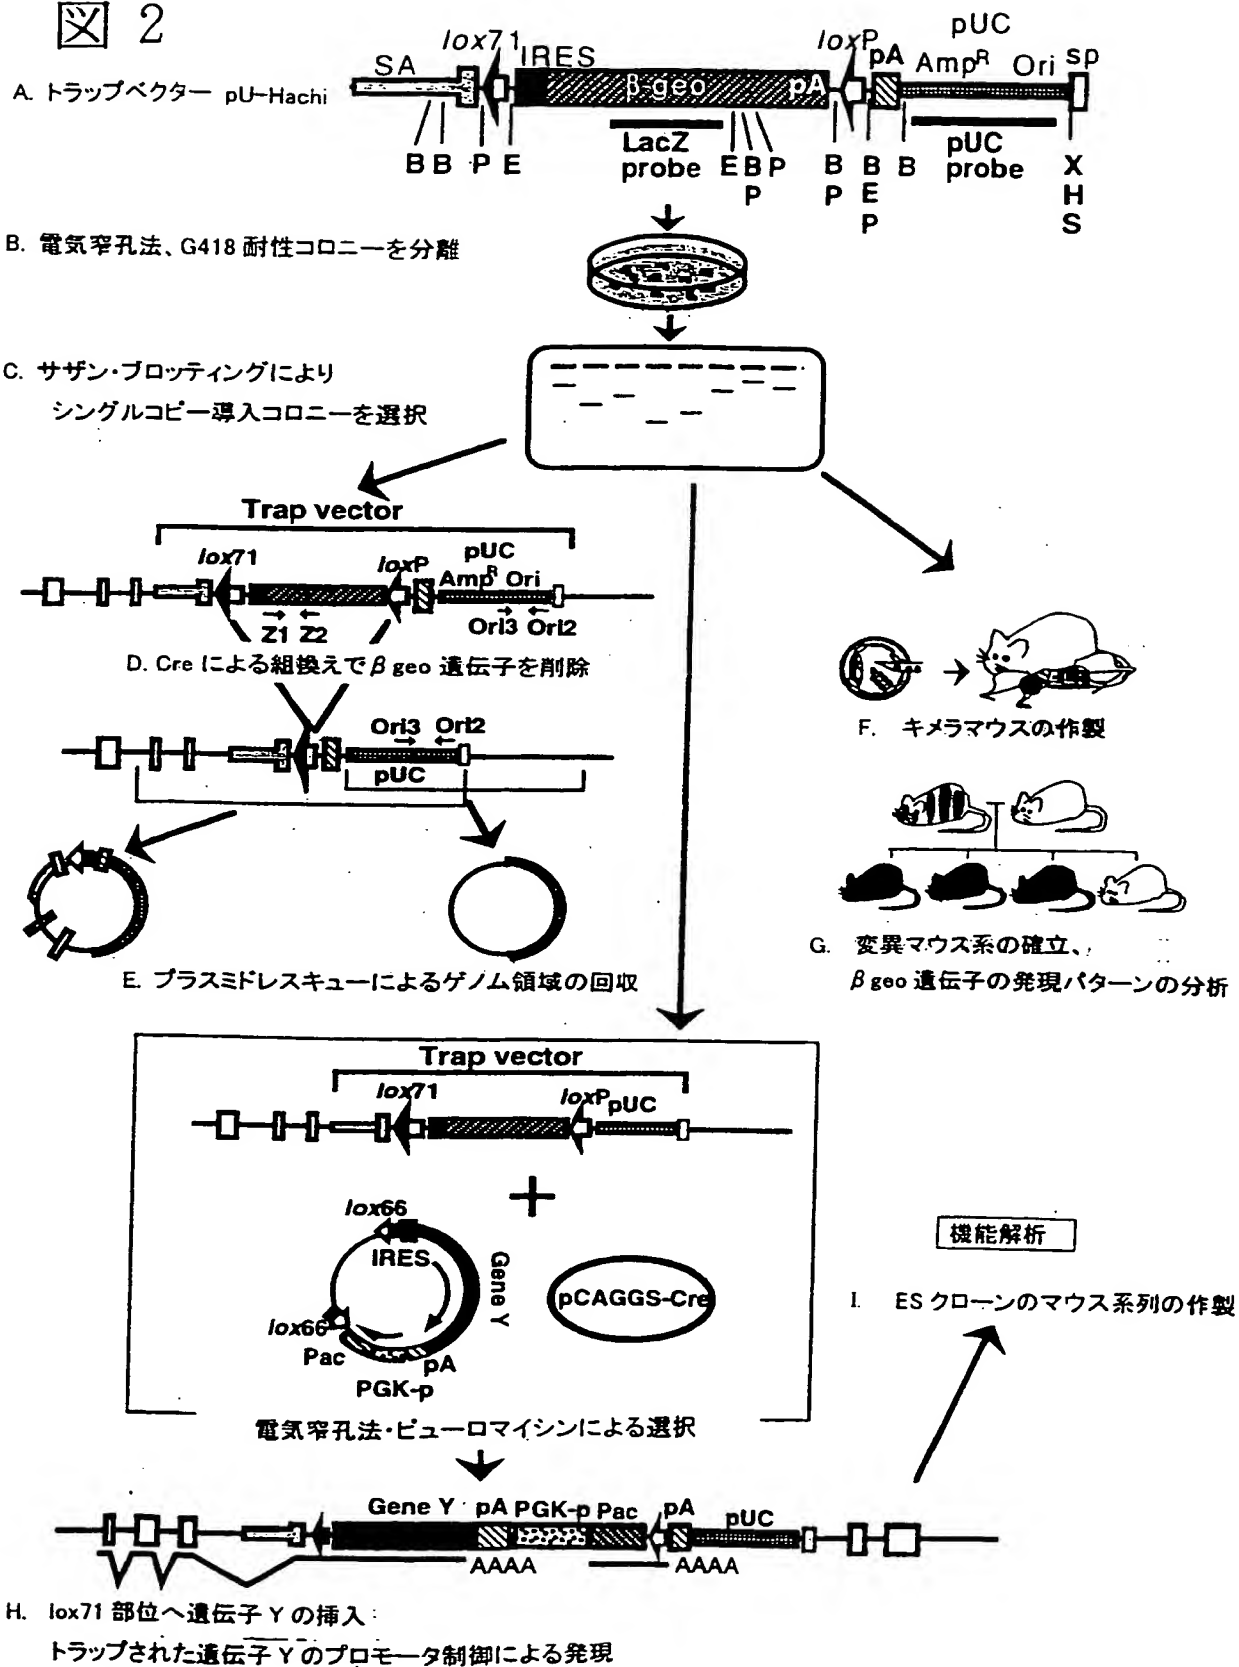 図 2
A. トラップベクター pU-Hachi
SA
lox71
IRES
β-geo
pA
loxP
pA
pUC
AmpR
Ori
sp
B B P E
LacZ
probe
E B P
P
B
P
B
E
P
B
pUC
probe
X
H
S
B. 電気窄孔法、G418 耐性コロニーを分離
C. サザン・ブロッティングにより
シングルコピー導入コロニーを選択
Trap vector
lox71
loxP
pUC
AmpR Ori
Z1 Z2
Ori3 Ori2
D. Cre による組換えでβgeo 遺伝子を削除
Ori3 Ori2
pUC
E. プラスミドレスキューによるゲノム領域の回収
F. キメラマウスの作製
G. 変異マウス系の確立、
βgeo 遺伝子の発現パターンの分析
Trap vector
lox71
loxP
pUC
+
lox66
IRES
Gene Y
lox66
Pac
pA
PGK-p
pCAGGS-Cre
電気窄孔法・ピューロマイシンによる選択
機能解析
I. ES クローンのマウス系列の作製
Gene Y pA PGK-p Pac pA pUC
AAAA AAAA
H. lox71 部位へ遺伝子 Y の挿入:
トラップされた遺伝子 Y のプロモータ制御による発現